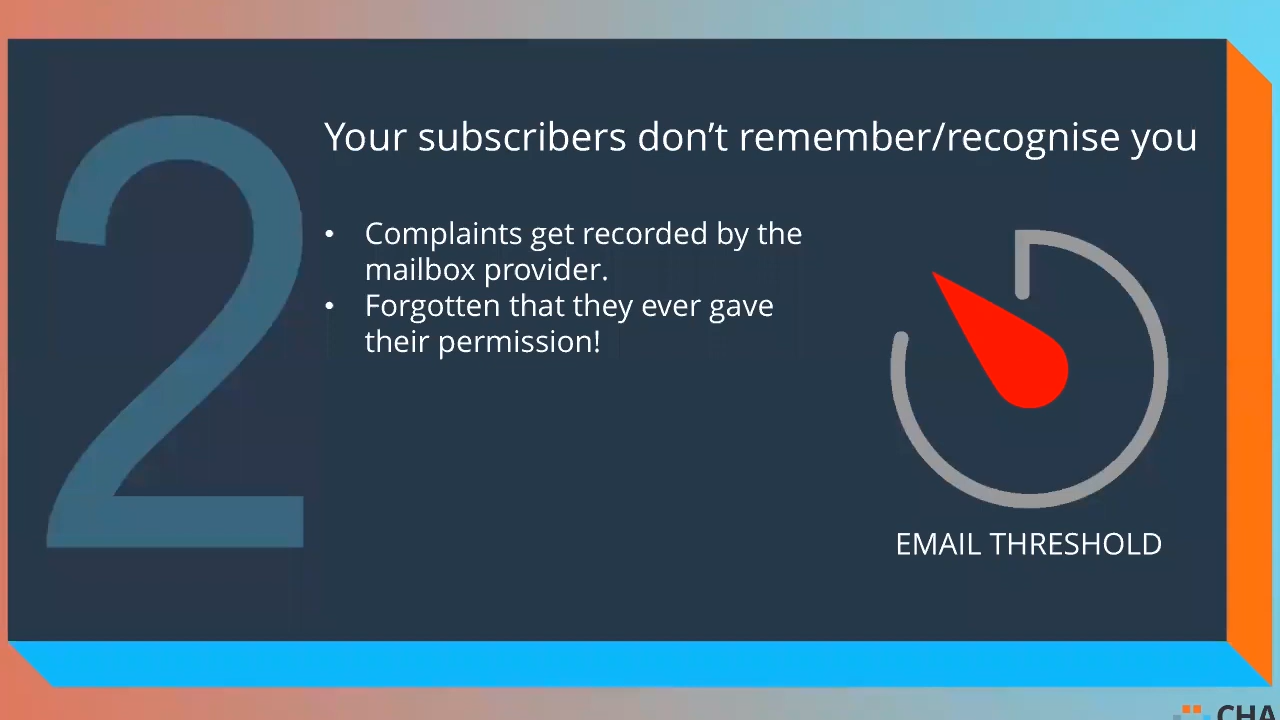 2
Your subscribers don’t remember/recognise you
• Complaints get recorded by the
mailbox provider.
• Forgotten that they ever gave
their permission!
EMAIL THRESHOLD
CHA